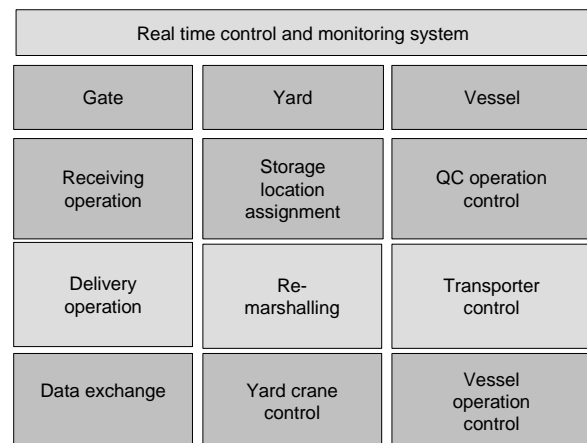 Real time control and monitoring system
Gate
Yard
Vessel
Receiving
operation
Storage
location
assignment
QC operation
control
Delivery
operation
Re-
marshalling
Transporter
control
Data exchange
Yard crane
control
Vessel
operation
control